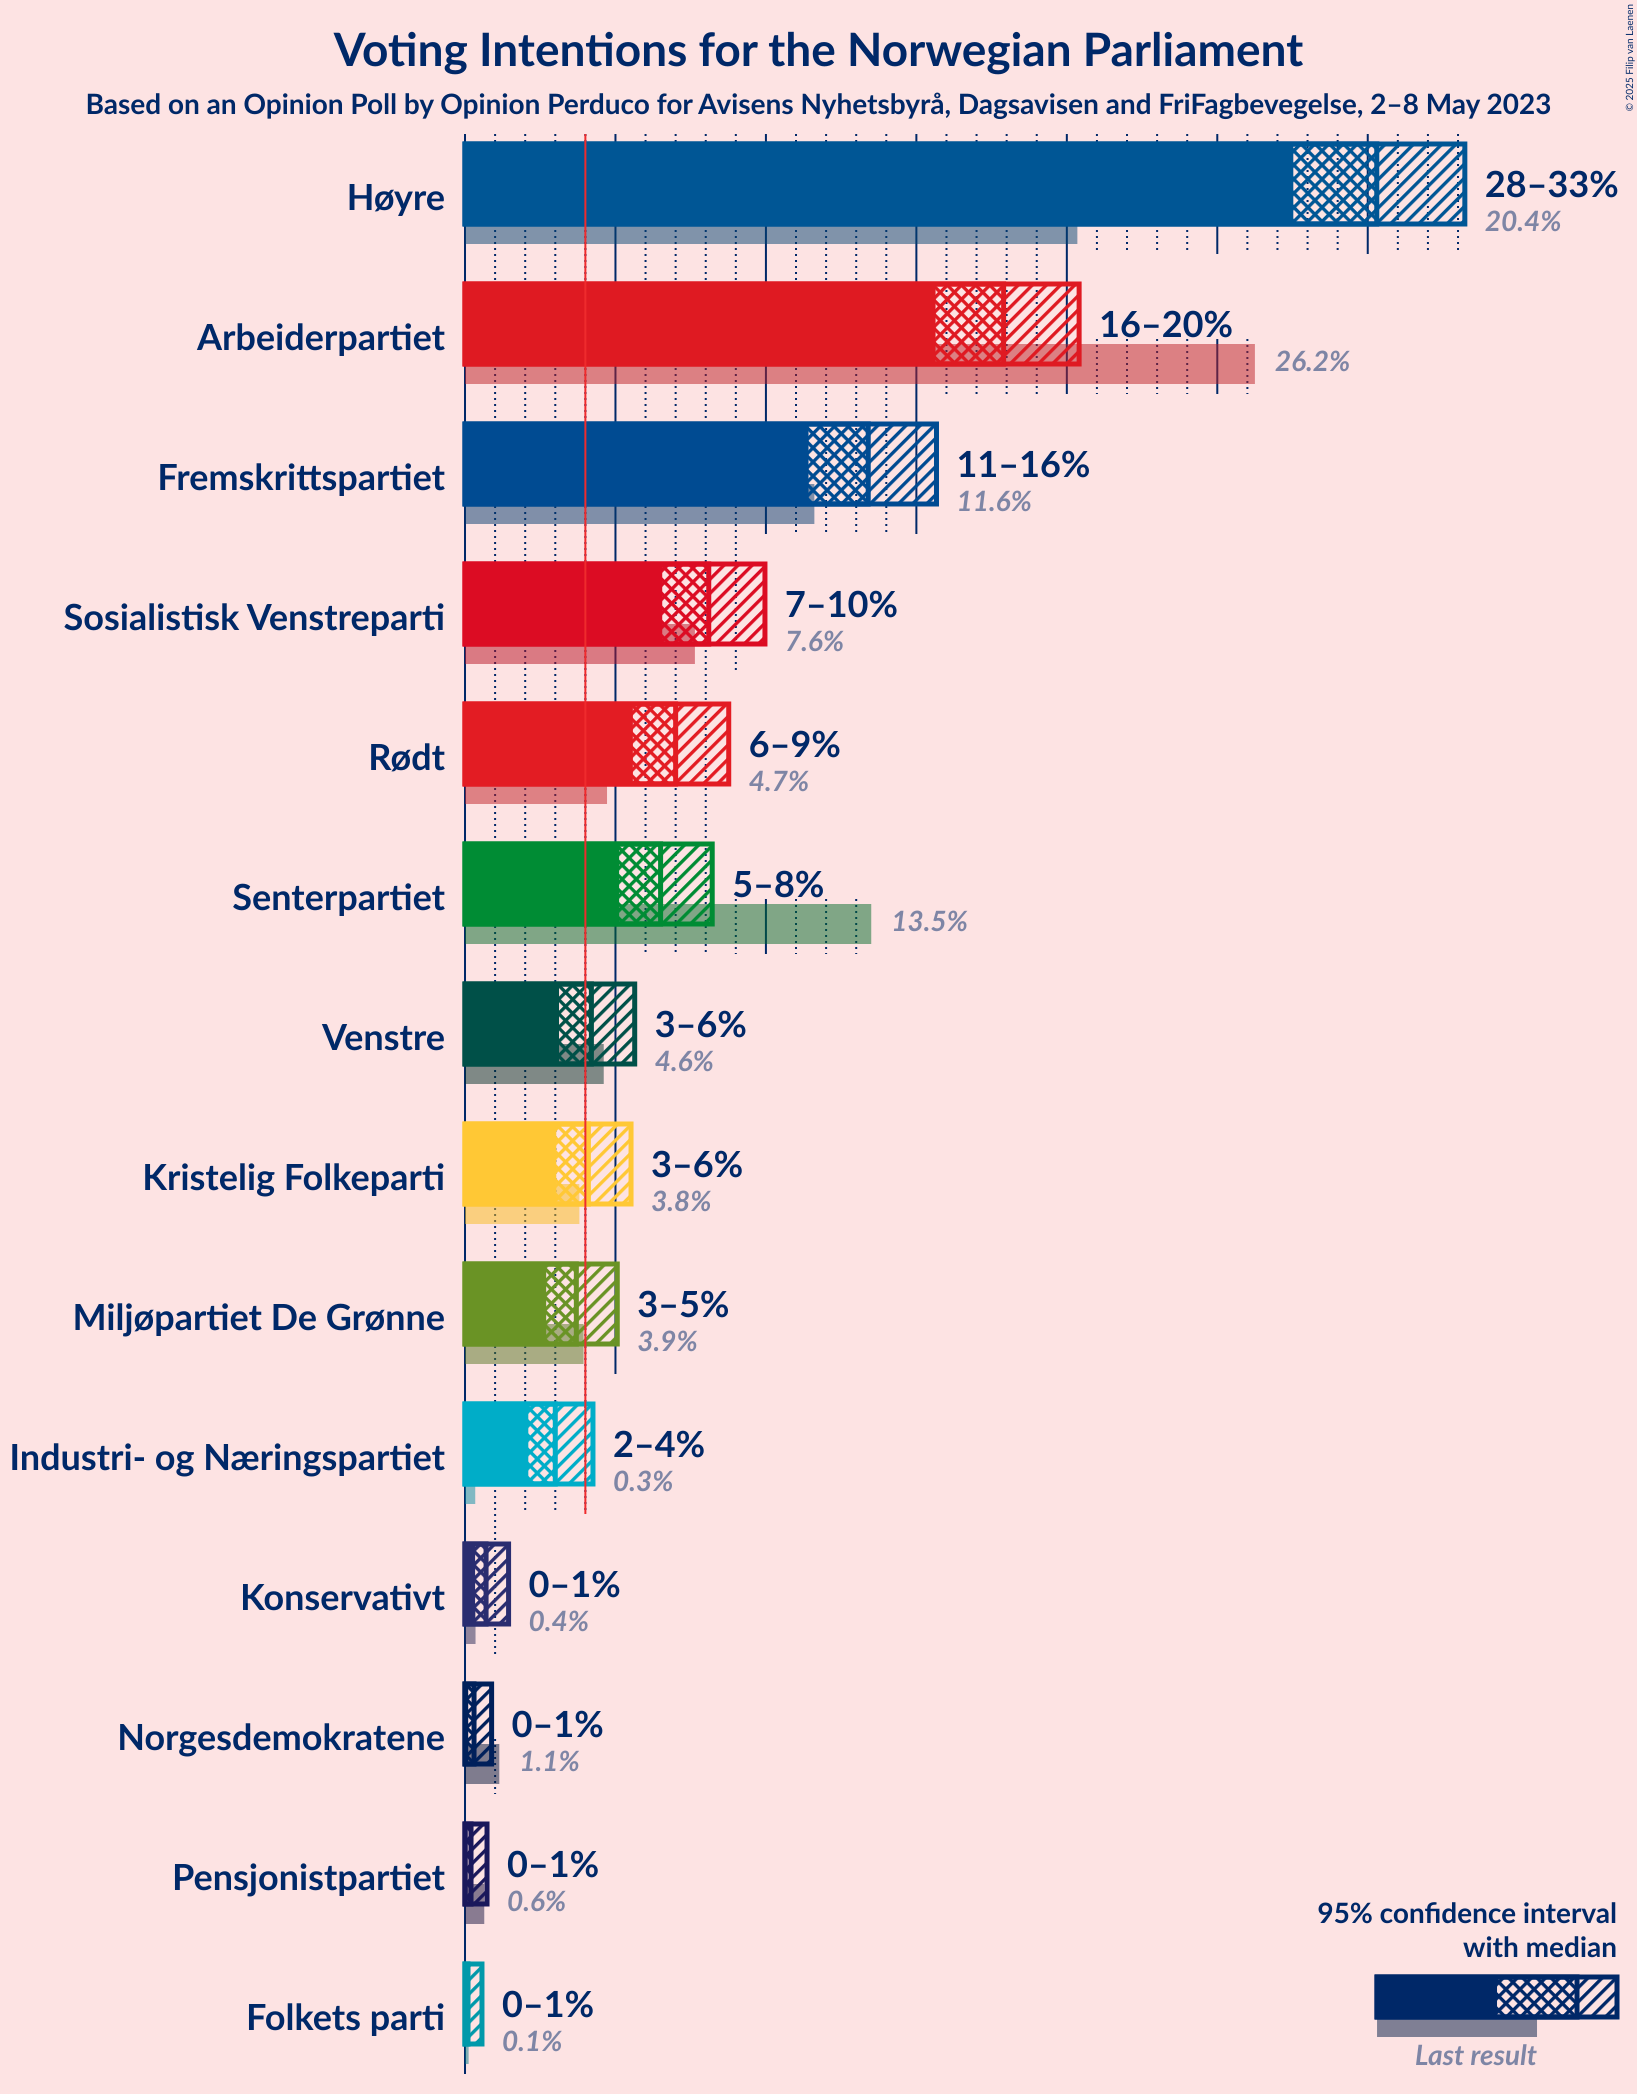 Voting Intentions for the Norwegian Parliament
Based on an Opinion Poll by Opinion Perduco for Avisens Nyhetsbyrå, Dagsavisen and FriFagbevegelse, 2–8 May 2023
© 2025 Filip van Laenen
Høyre
28–33%
20.4%
Arbeiderpartiet
16–20%
26.2%
Fremskrittspartiet
11–16%
11.6%
Sosialistisk Venstreparti
7–10%
7.6%
Rødt
6–9%
4.7%
Senterpartiet
5–8%
13.5%
Venstre
3–6%
4.6%
Kristelig Folkeparti
3–6%
3.8%
Miljøpartiet De Grønne
3–5%
3.9%
Industri- og Næringspartiet
2–4%
0.3%
Konservativt
0–1%
0.4%
Norgesdemokratene
0–1%
1.1%
Pensjonistpartiet
0–1%
0.6%
Folkets parti
0–1%
0.1%
95% confidence interval
with median
Last result